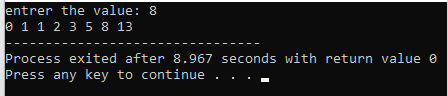 entrer the value: 8
0 1 1 2 3 5 8 13
--------------------------------
Process exited after 8.967 seconds with return value 0
Press any key to continue . . .